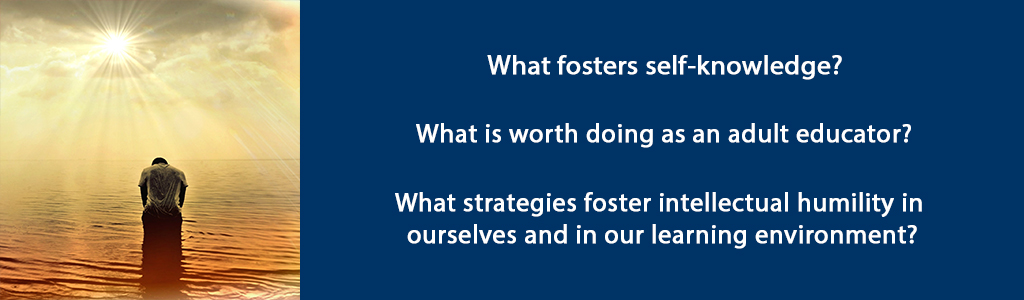 What fosters self-knowledge?
What is worth doing as an adult educator?
What strategies foster intellectual humility in
ourselves and in our learning environment?